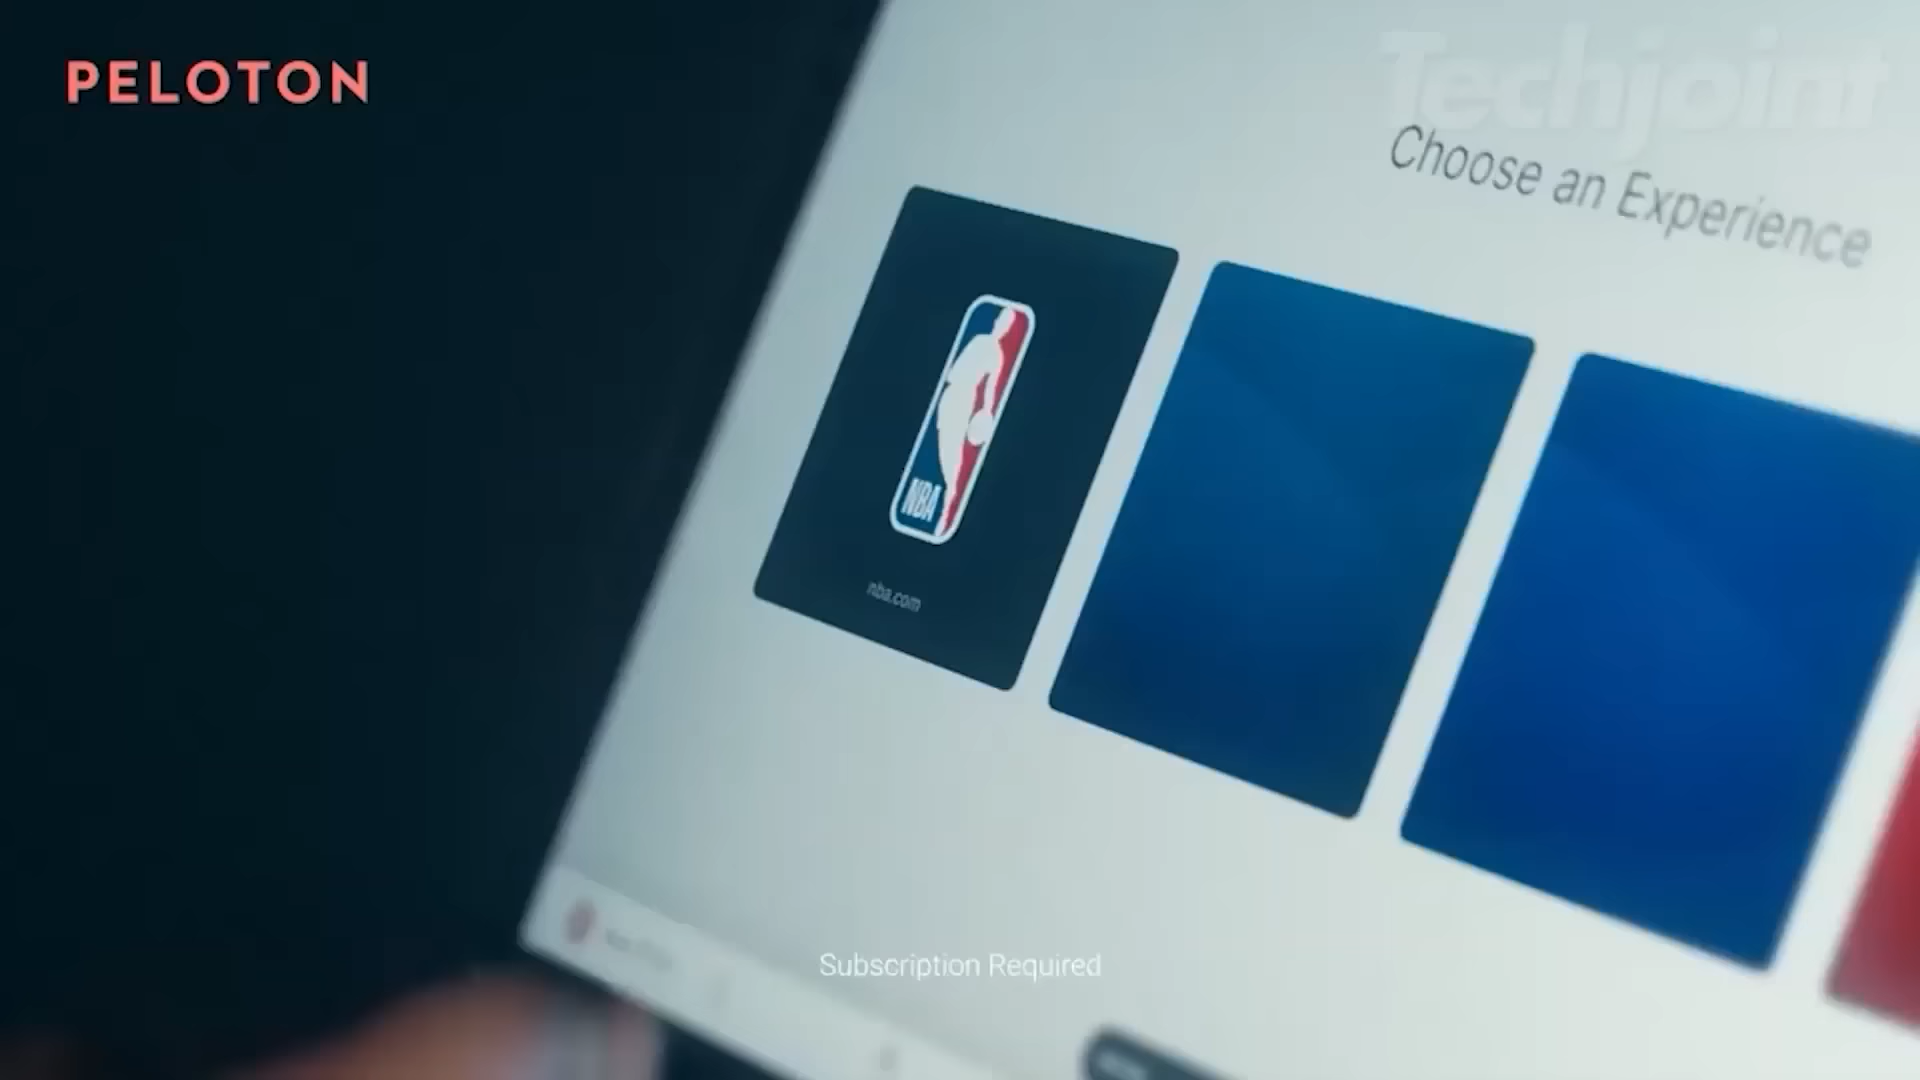 PELOTON
Techjoint
Choose an Experience
NBA
nba.com
Subscription Required